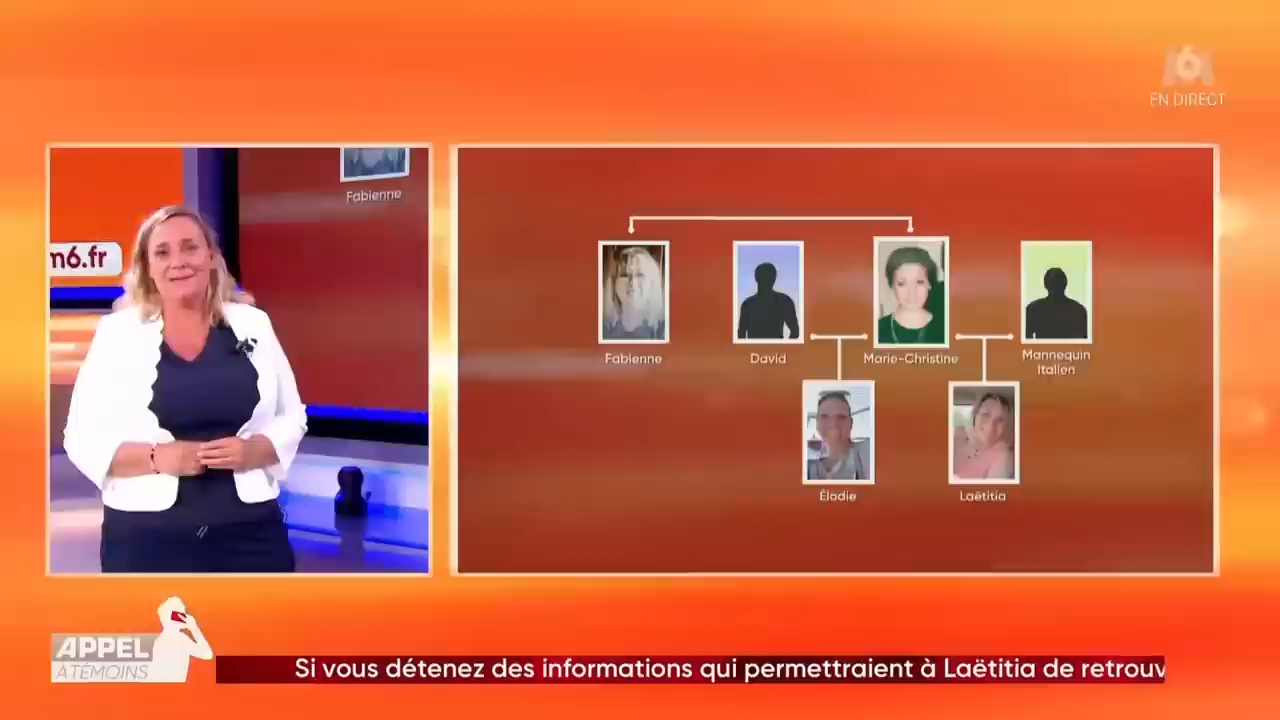 M6
EN DIRECT
Fabienne
m6.fr
Fabienne
David
Marie-Christine
Mannequin
Italien
Élodie
Laëtitia
APPEL
À TÉMOINS
Si vous détenez des informations qui permettraient à Laëtitia de retrouv